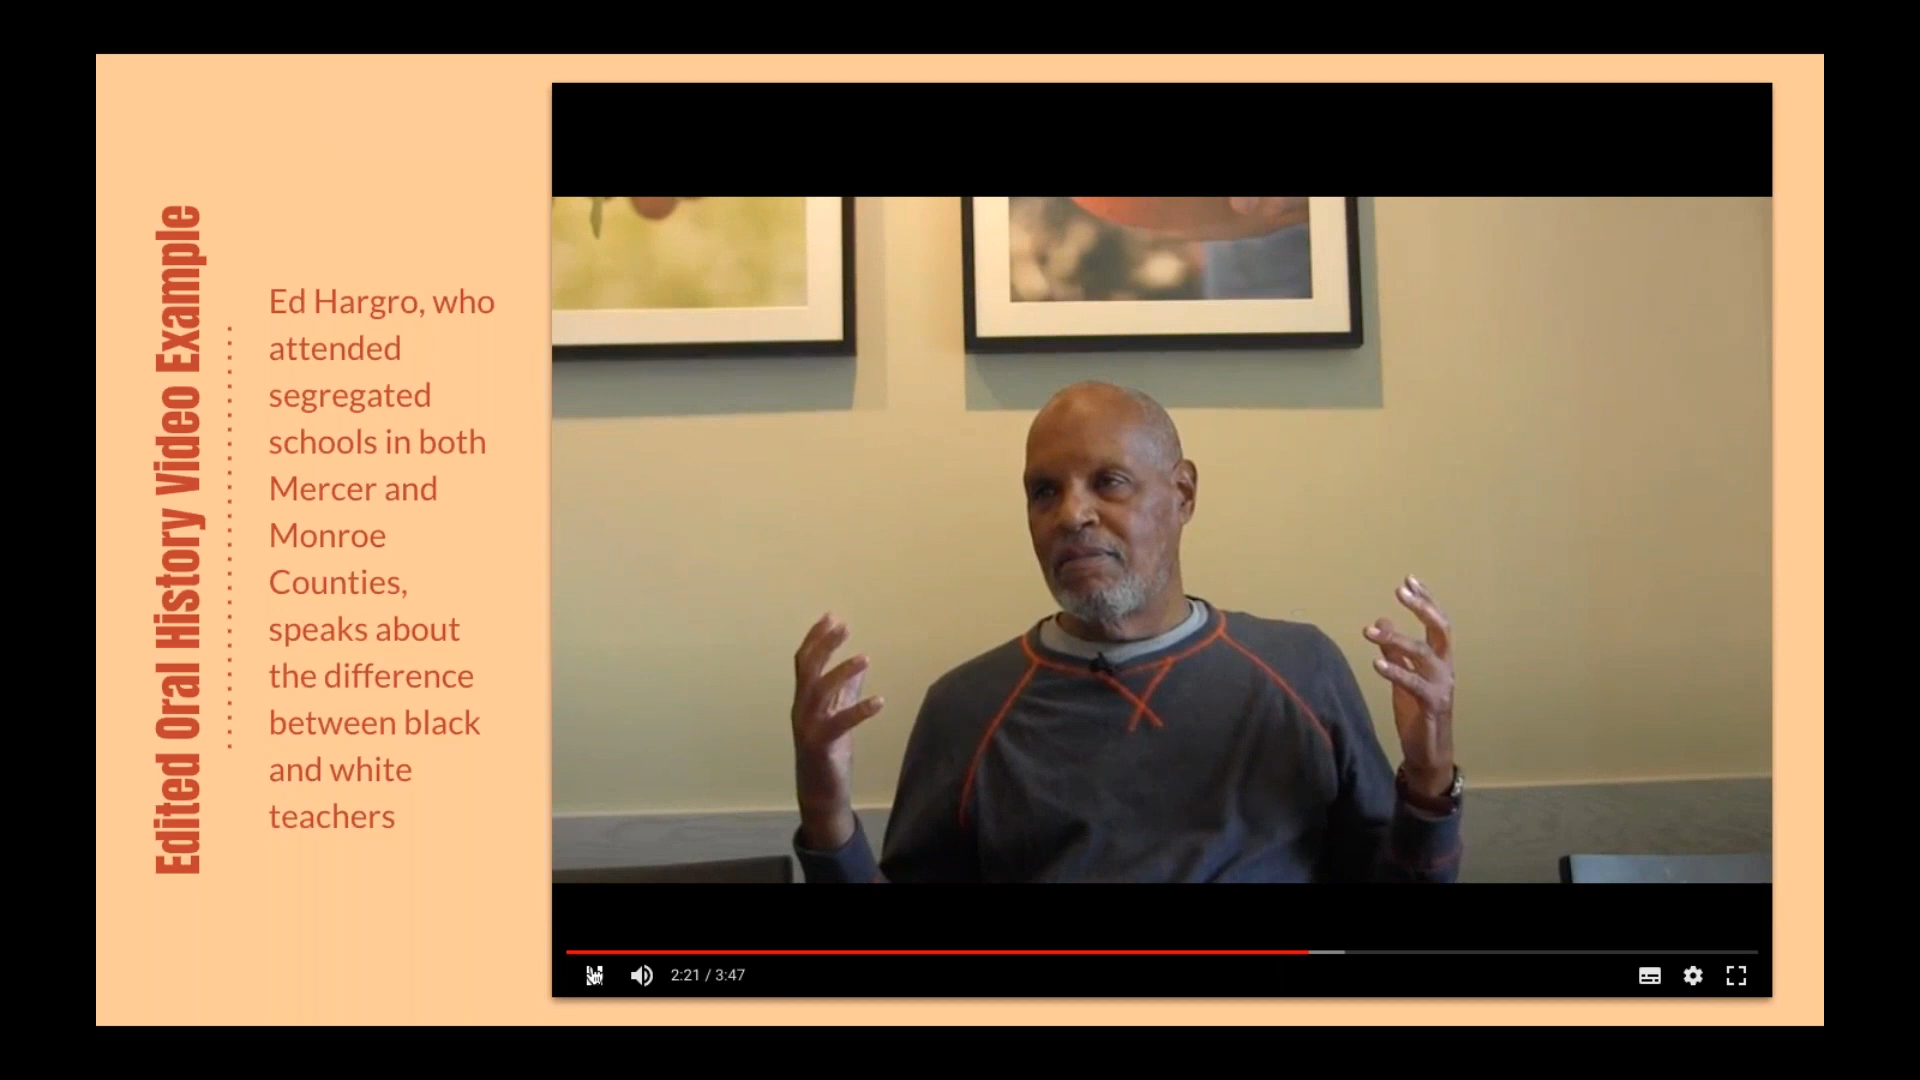 Edited Oral History Video Example
Ed Hargro, who
attended
segregated
schools in both
Mercer and
Monroe
Counties,
speaks about
the difference
between black
and white
teachers
2:21 / 3:47